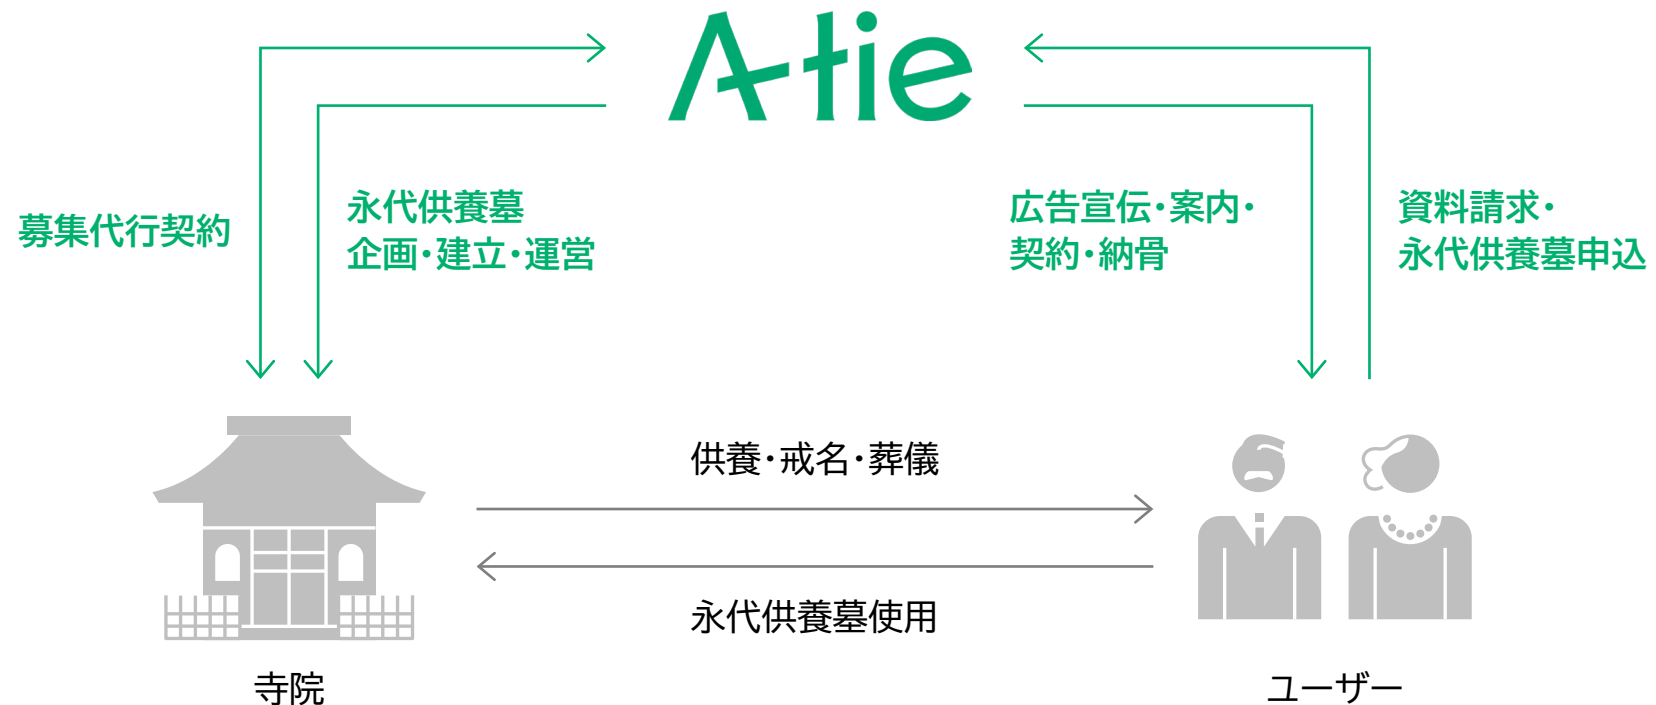 A-tie
募集代行契約
永代供養墓
企画・建立・運営
広告宣伝・案内・
契約・納骨
資料請求・
永代供養墓申込
供養・戒名・葬儀
永代供養墓使用
寺院
ユーザー